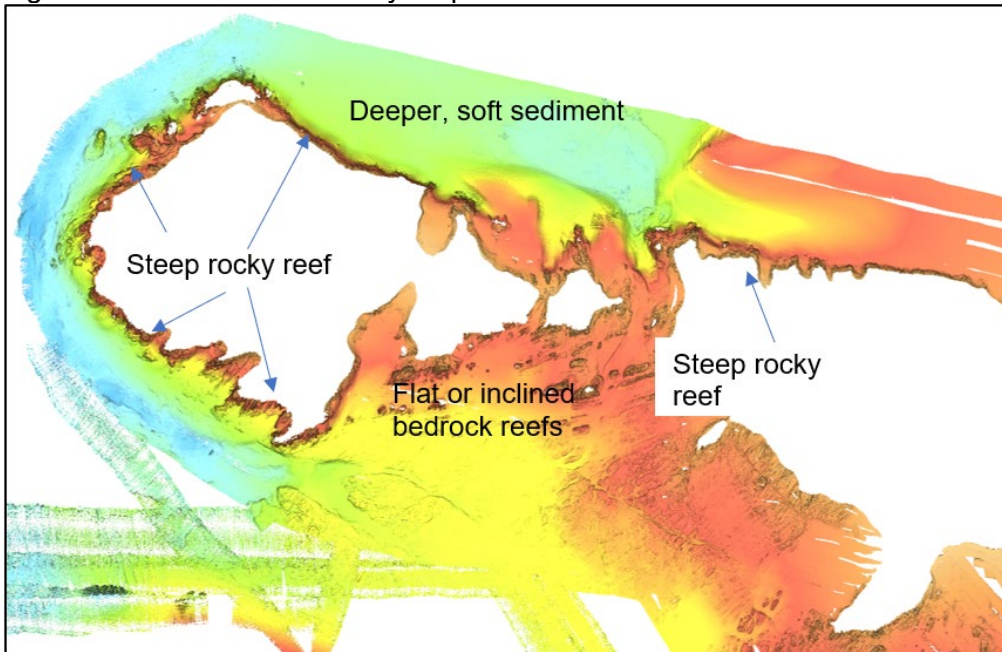 Deeper, soft sediment
Steep rocky reef
Steep rocky
reef
Flat or inclined
bedrock reefs